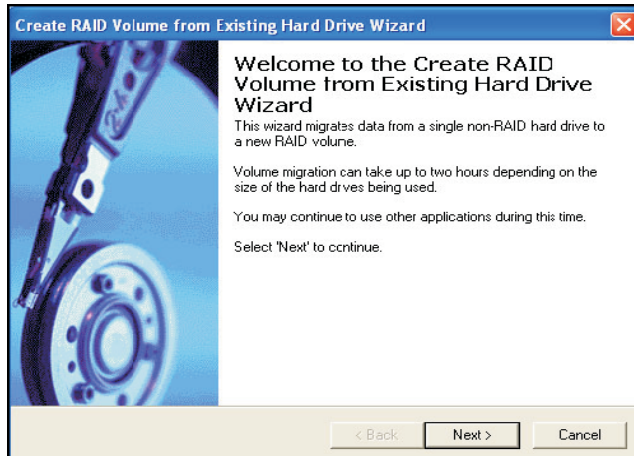 Create RAID Volume from Existing Hard Drive Wizard
Welcome to the Create RAID
Volume from Existing Hard Drive
Wizard
This wizard migrates data from a single non-RAID hard drive to
a new RAID volume.
Volume migration can take up to two hours depending on the
size of the hard drives being used.
You may continue to use other applications during this time.
Select 'Next' to continue.
< Back
Next >
Cancel